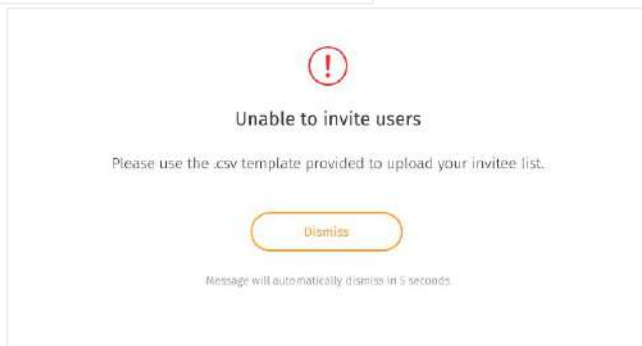 Unable to invite users
Please use the .csv template provided to upload your invitee list.
Dismiss
Message will automatically dismiss in 5 seconds.